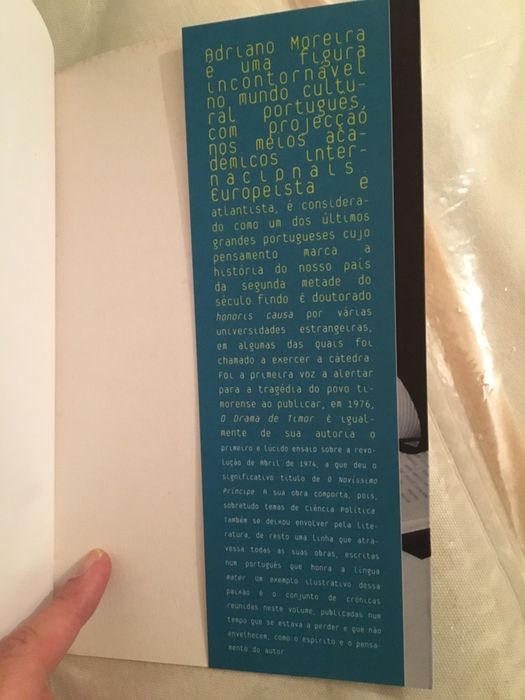 Adriano Moreira
é uma figura
incontornável
no mundo cultu-
ral português,
com projecção
nos meios aca-
démicos inter-
nacionais
Europeísta e
atlantista, é considera-
do como um dos últimos
grandes portugueses cujo
pensamento marca a
história do nosso país
da segunda metade do
século findo É doutorado
honoris causa por várias
universidades estrangeiras,
em algumas das quais foi
chamado a exercer a cátedra
Foi a primeira voz a alertar
para a tragédia do povo ti-
morense ao publicar, em 1976,
O Drama de Timor É igual-
mente de sua autoria o
primeiro e lúcido ensaio sobre a revo-
lução de Abril de 1974, a que deu o
significativo título de O Novíssimo
Príncipe A sua obra comporta, pois,
sobretudo temas de Ciência Política
Também se deixou envolver pela lite-
ratura, de resto uma linha que atra-
vessa todas as suas obras, escritas
num português que honra a língua
mater um exemplo ilustrativo dessa
paixão é o conjunto de crónicas
reunidas neste volume, publicadas num
tempo que se estava a perder e que não
envelhecem, como o espírito e o pensa-
mento do autor